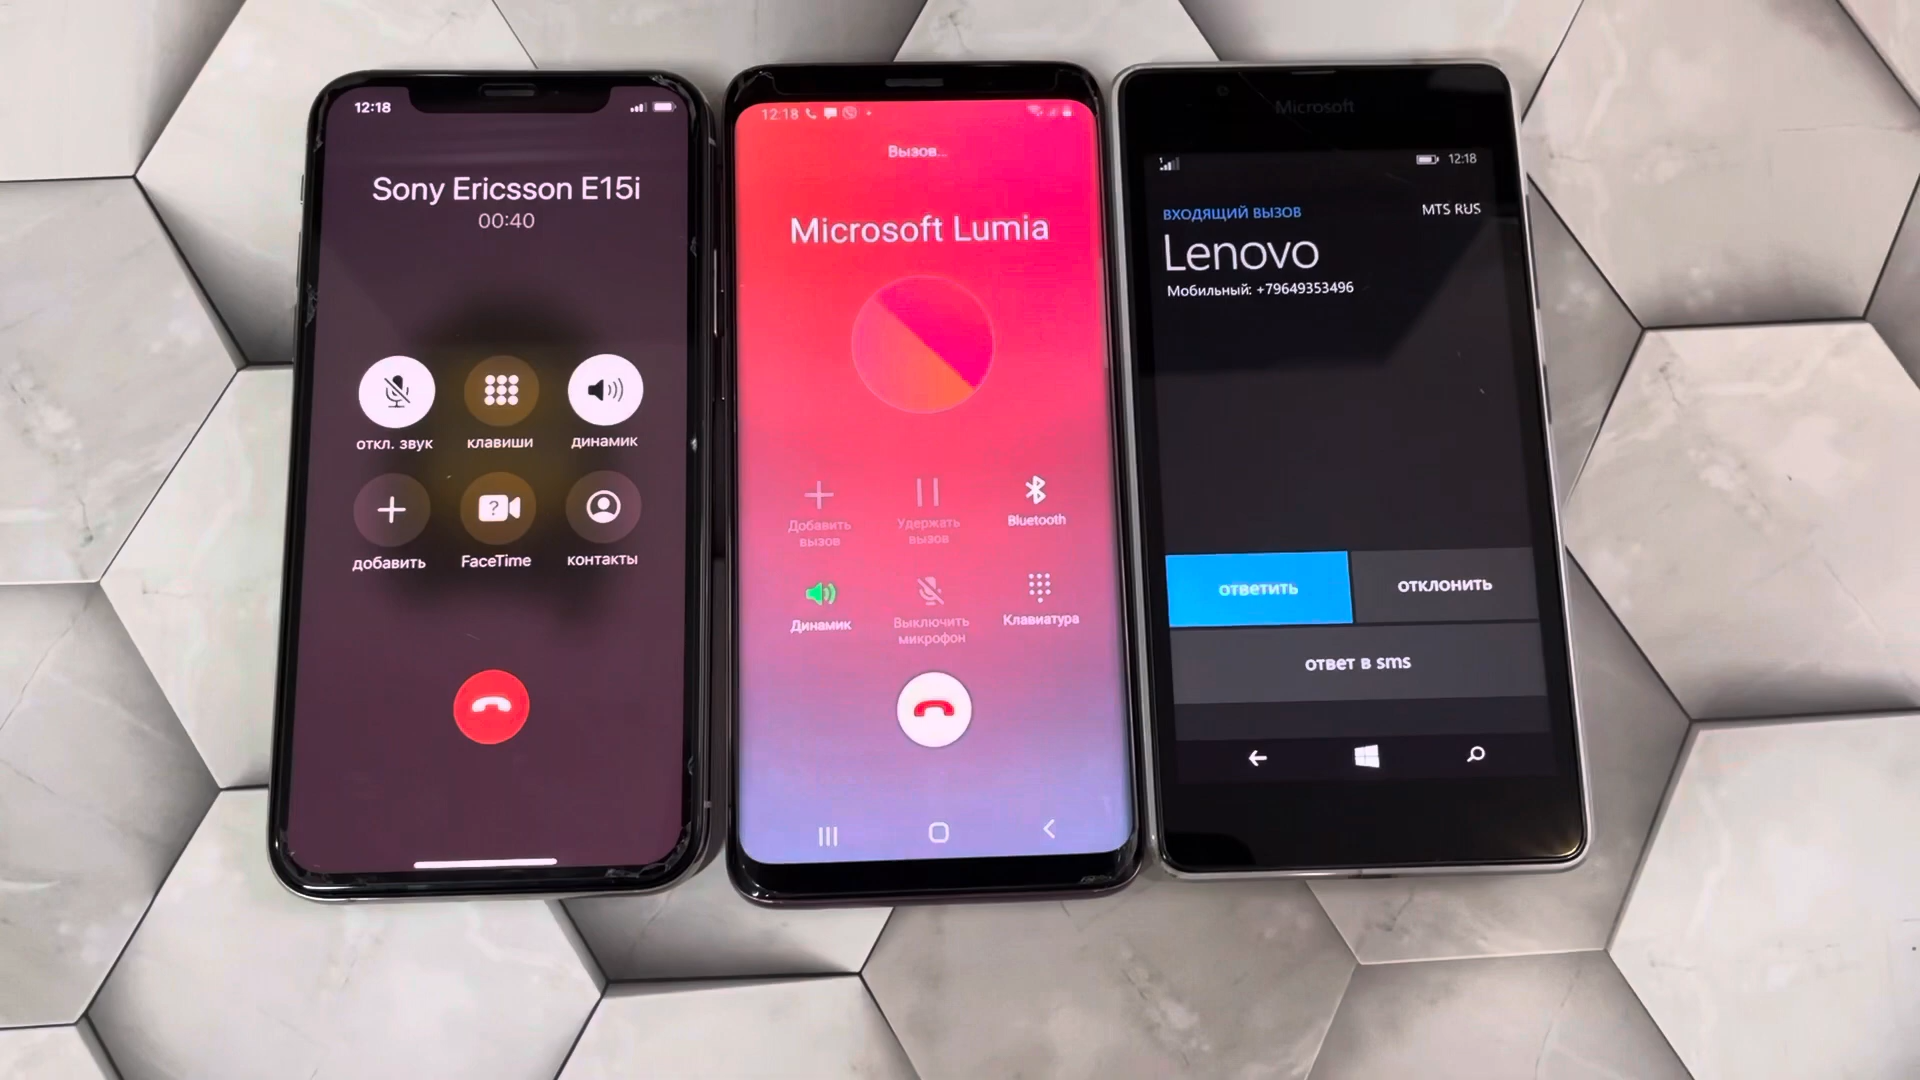 12:18
Sony Ericsson E15i
00:40
откл. звук
клавиши
динамик
добавить
FaceTime
контакты
12:18
Вызов...
Microsoft Lumia
Добавить
вызов
Удержать
вызов
Bluetooth
Динамик
Выключить
микрофон
Клавиатура
Microsoft
1
12:18
ВХОДЯЩИЙ ВЫЗОВ
MTS RUS
Lenovo
Мобильный: +79649353496
ответить
отклонить
ответ в sms